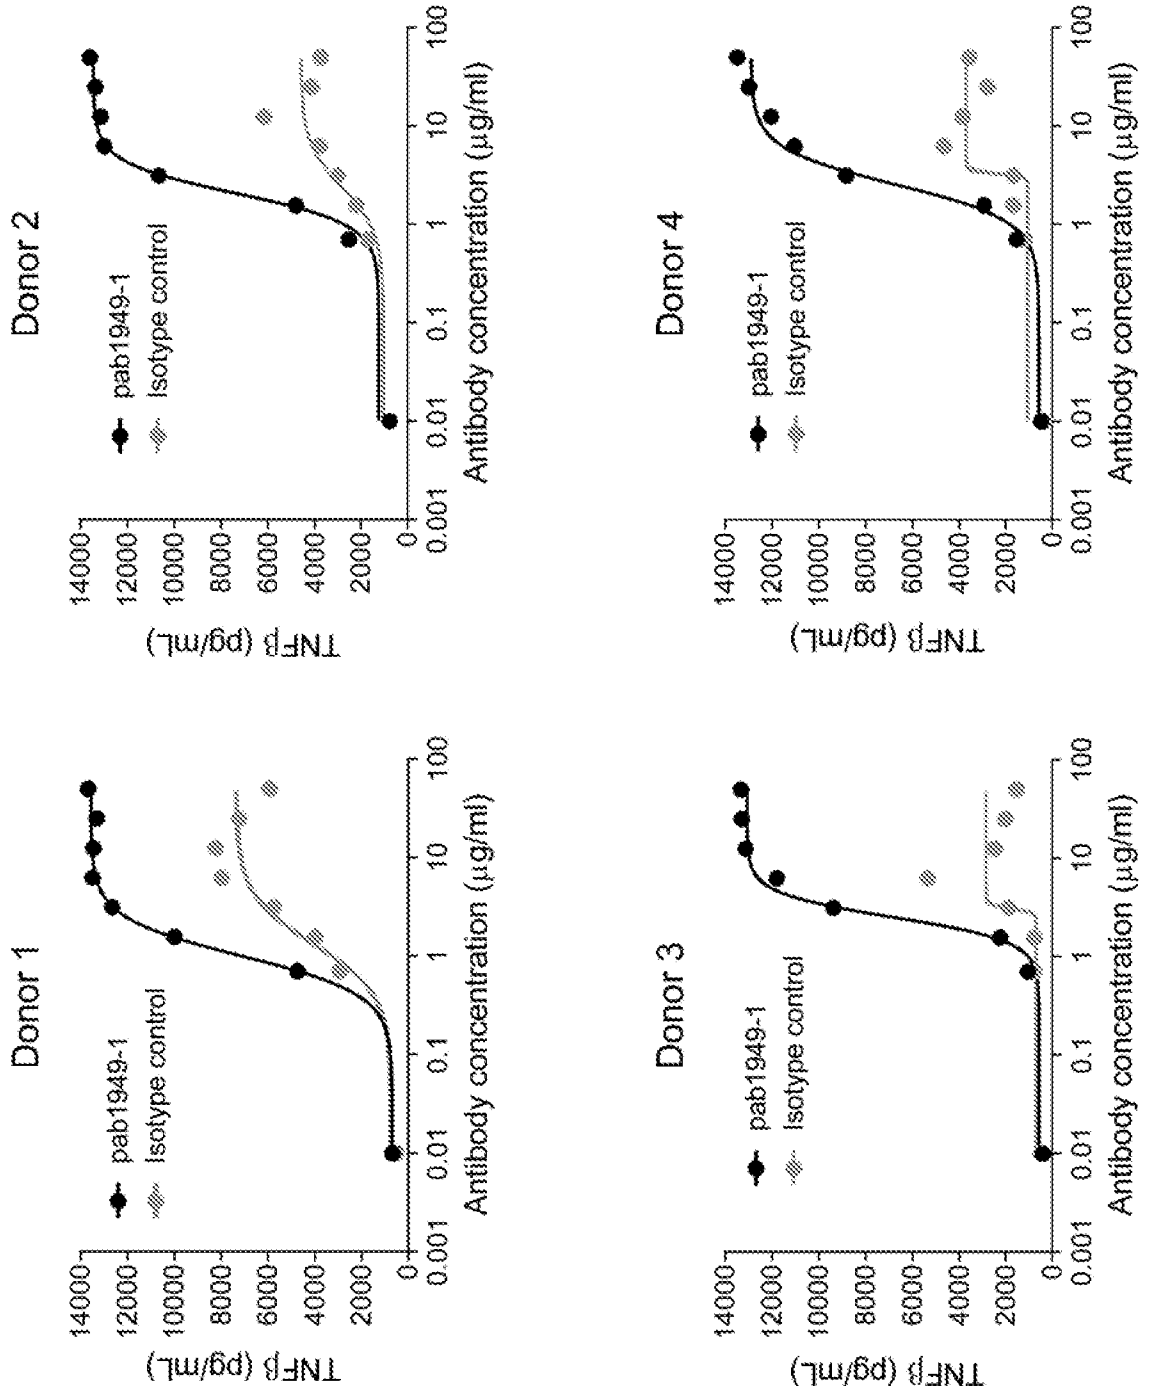 Donor 1
TNFβ (pg/mL)
14000
12000
10000
8000
6000
4000
2000
0
pab1949-1
Isotype control
0.001 0.01 0.1 1 10 100
Antibody concentration (µg/ml)
Donor 2
TNFβ (pg/mL)
14000
12000
10000
8000
6000
4000
2000
0
pab1949-1
Isotype control
0.001 0.01 0.1 1 10 100
Antibody concentration (µg/ml)
Donor 3
TNFβ (pg/mL)
14000
12000
10000
8000
6000
4000
2000
0
pab1949-1
Isotype control
0.001 0.01 0.1 1 10 100
Antibody concentration (µg/ml)
Donor 4
TNFβ (pg/mL)
14000
12000
10000
8000
6000
4000
2000
0
pab1949-1
Isotype control
0.001 0.01 0.1 1 10 100
Antibody concentration (µg/ml)